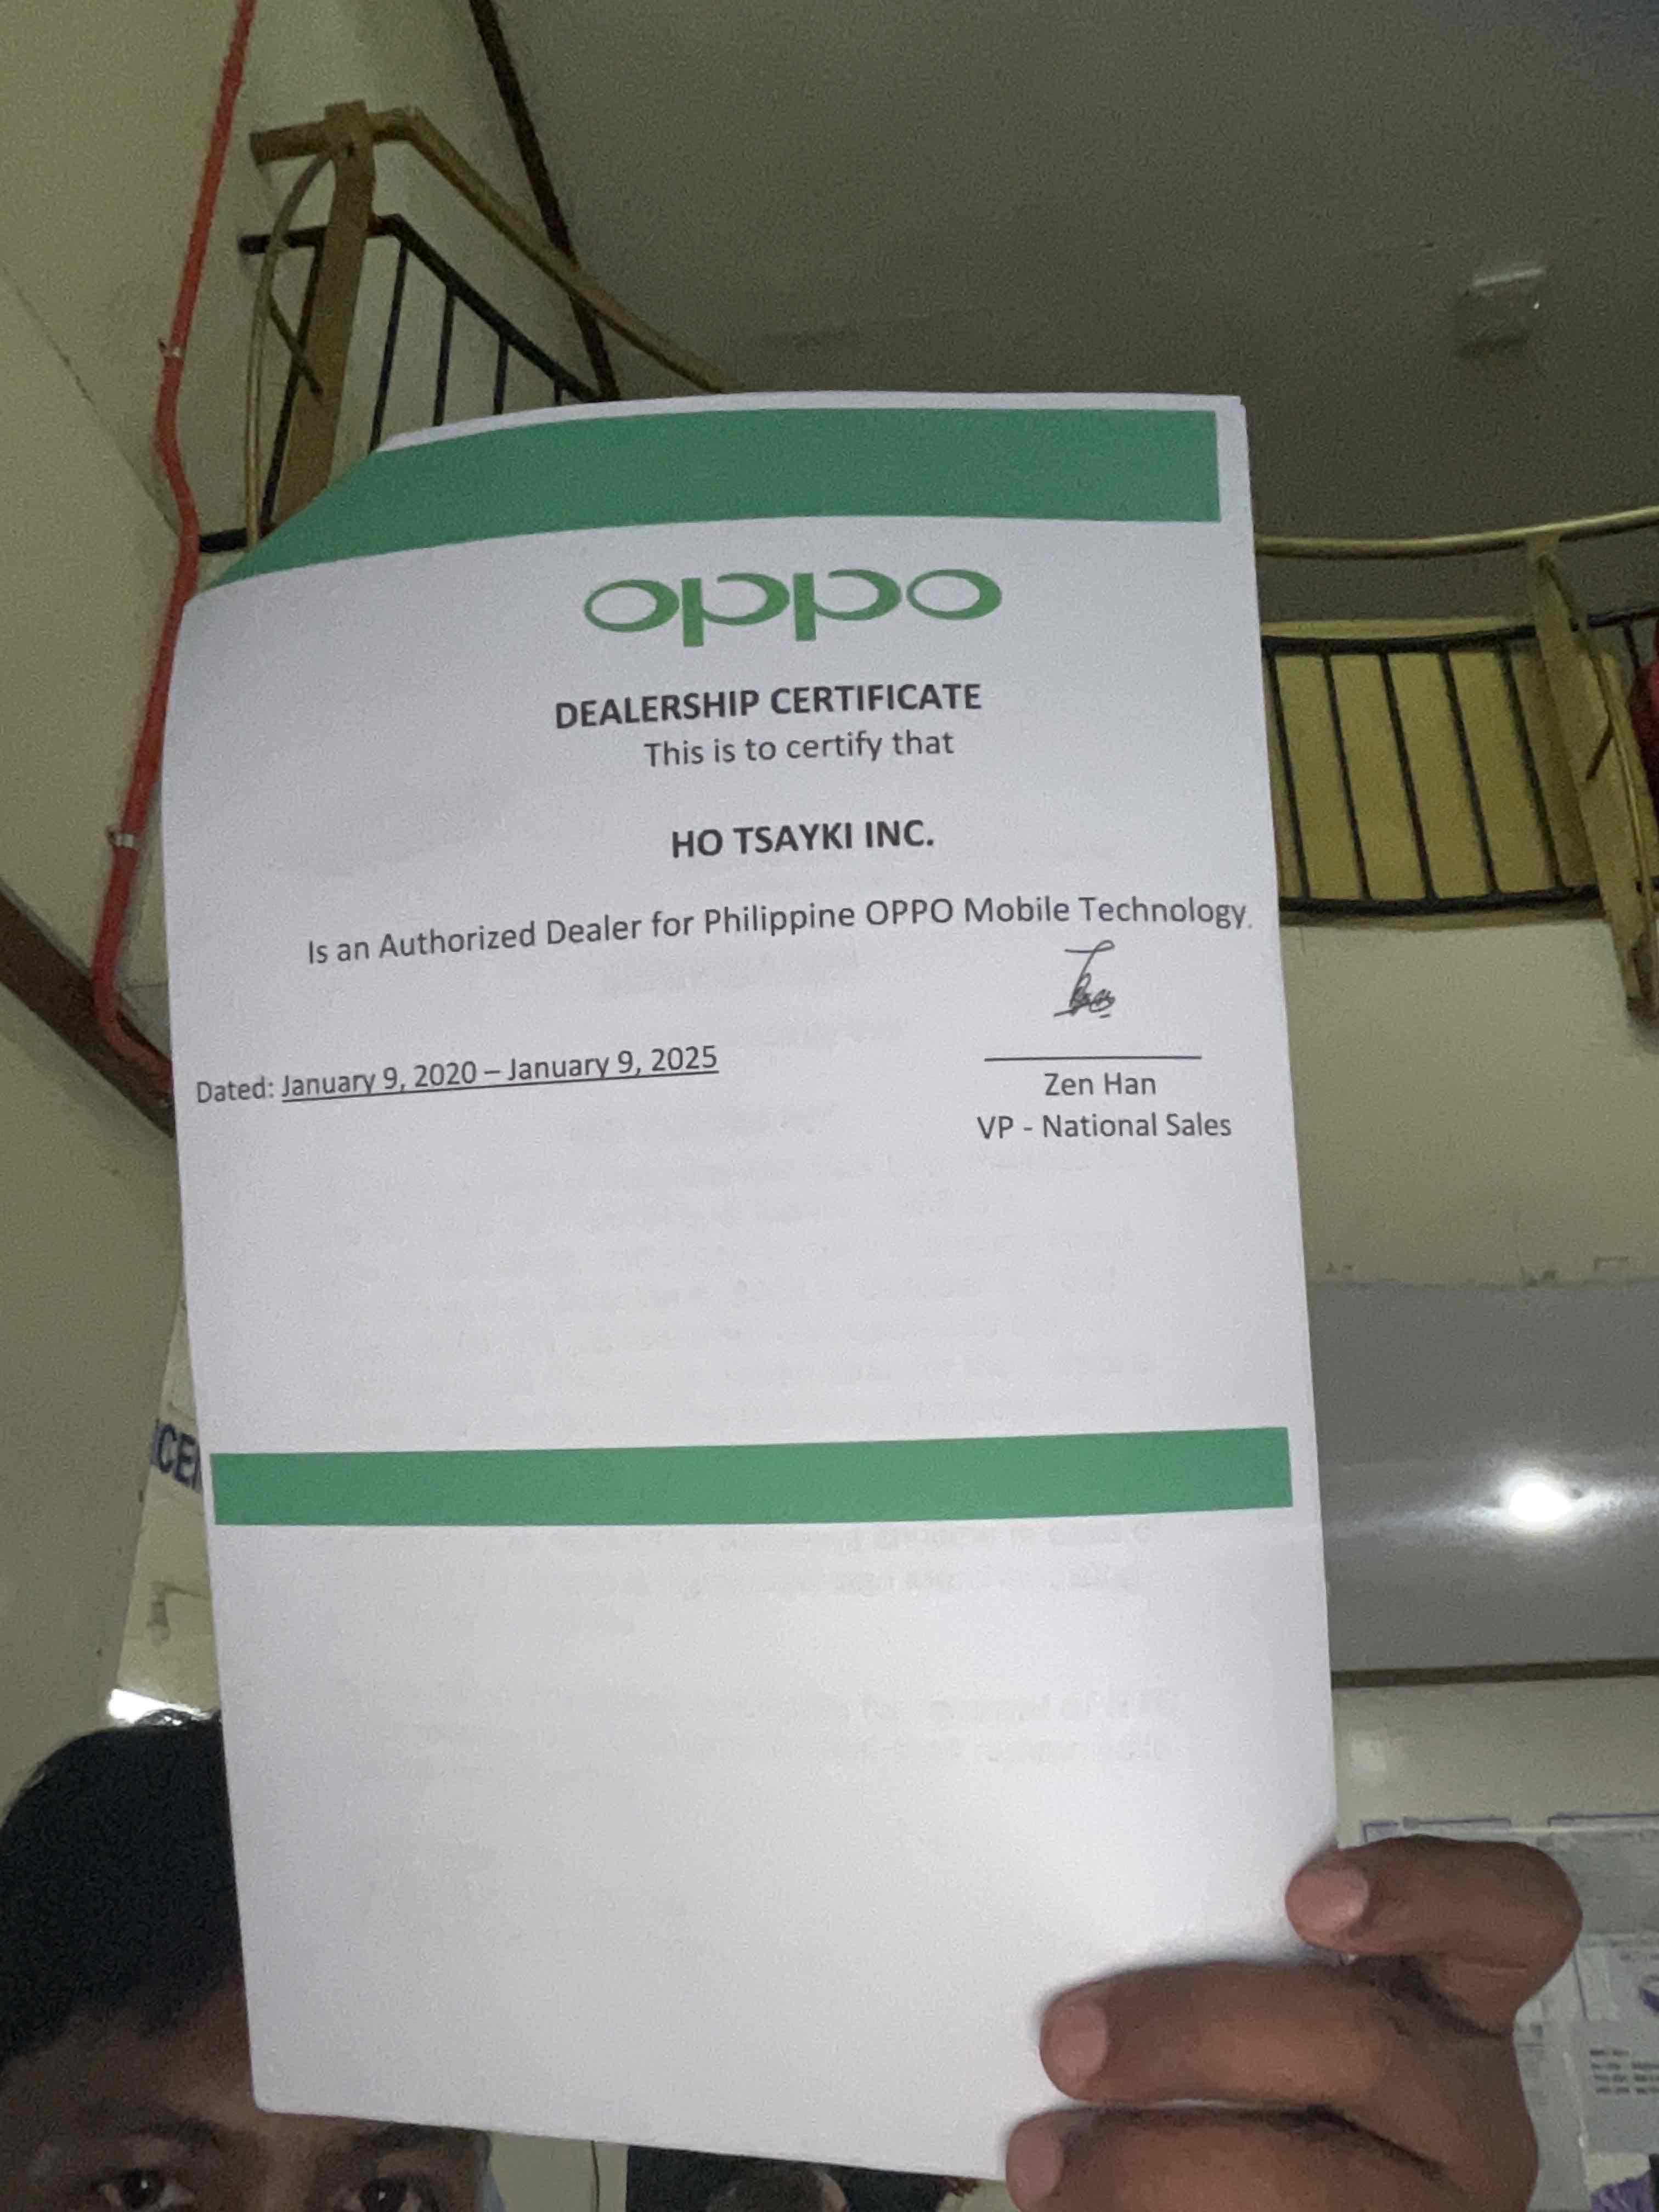 oppo
DEALERSHIP CERTIFICATE
This is to certify that
HO TSAYKI INC.
Is an Authorized Dealer for Philippine OPPO Mobile Technology.
Dated: January 9, 2020 – January 9, 2025
Zen Han
VP - National Sales